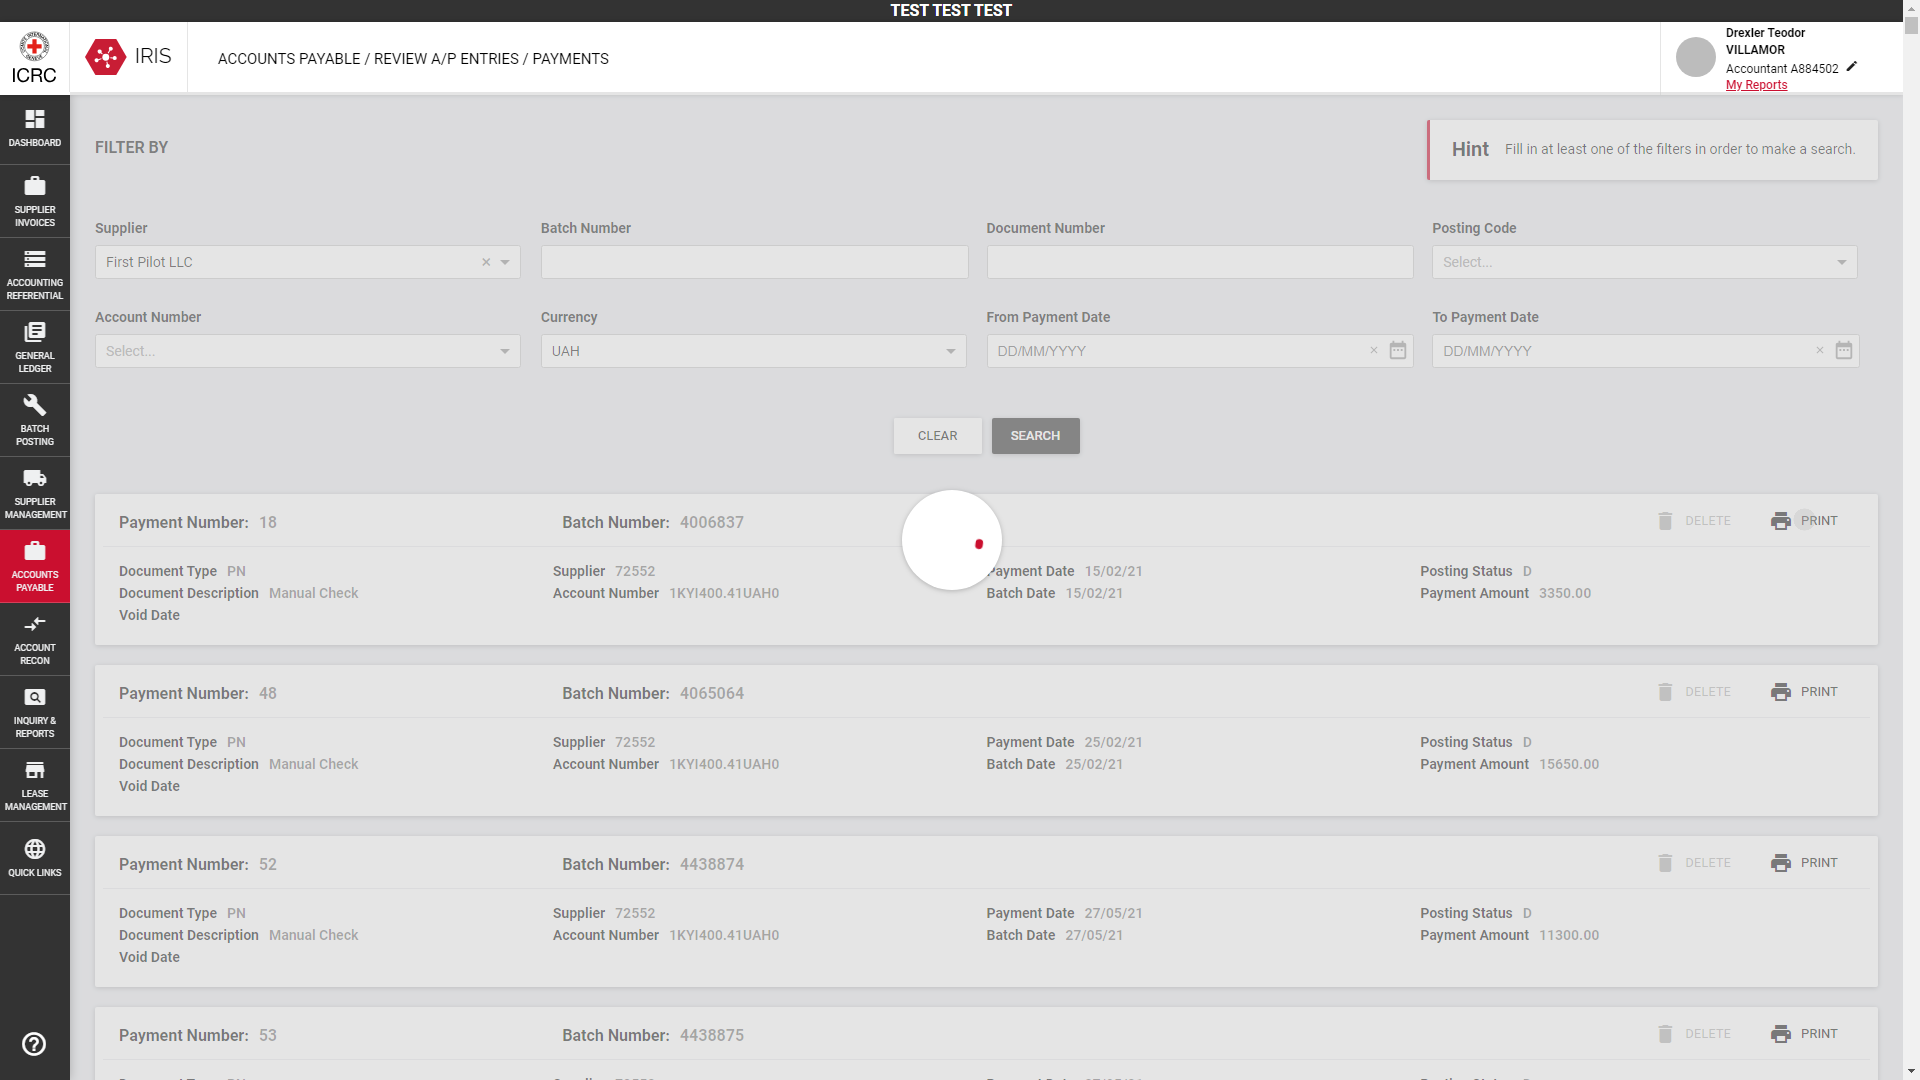 TEST TEST TEST
ICRC
IRIS
ACCOUNTS PAYABLE / REVIEW A/P ENTRIES / PAYMENTS
Drexler Teodor
VILLAMOR
Accountant A884502
My Reports
DASHBOARD
SUPPLIER
INVOICES
ACCOUNTING
REFERENTIAL
GENERAL
LEDGER
BATCH
POSTING
SUPPLIER
MANAGEMENT
ACCOUNTS
PAYABLE
ACCOUNT
RECON
INQUIRY &
REPORTS
LEASE
MANAGEMENT
QUICK LINKS
FILTER BY
Hint Fill in at least one of the filters in order to make a search.
Supplier Batch Number Document Number Posting Code
First Pilot LLC Select...
Account Number Currency From Payment Date To Payment Date
Select... UAH DD/MM/YYYY DD/MM/YYYY
CLEAR SEARCH
Payment Number: 18 Batch Number: 4006837 DELETE PRINT
Document Type PN Supplier 72552 Payment Date 15/02/21 Posting Status D
Document Description Manual Check Account Number 1KYI400.41UAH0 Batch Date 15/02/21 Payment Amount 3350.00
Void Date
Payment Number: 48 Batch Number: 4065064 DELETE PRINT
Document Type PN Supplier 72552 Payment Date 25/02/21 Posting Status D
Document Description Manual Check Account Number 1KYI400.41UAH0 Batch Date 25/02/21 Payment Amount 15650.00
Void Date
Payment Number: 52 Batch Number: 4438874 DELETE PRINT
Document Type PN Supplier 72552 Payment Date 27/05/21 Posting Status D
Document Description Manual Check Account Number 1KYI400.41UAH0 Batch Date 27/05/21 Payment Amount 11300.00
Void Date
Payment Number: 53 Batch Number: 4438875 DELETE PRINT